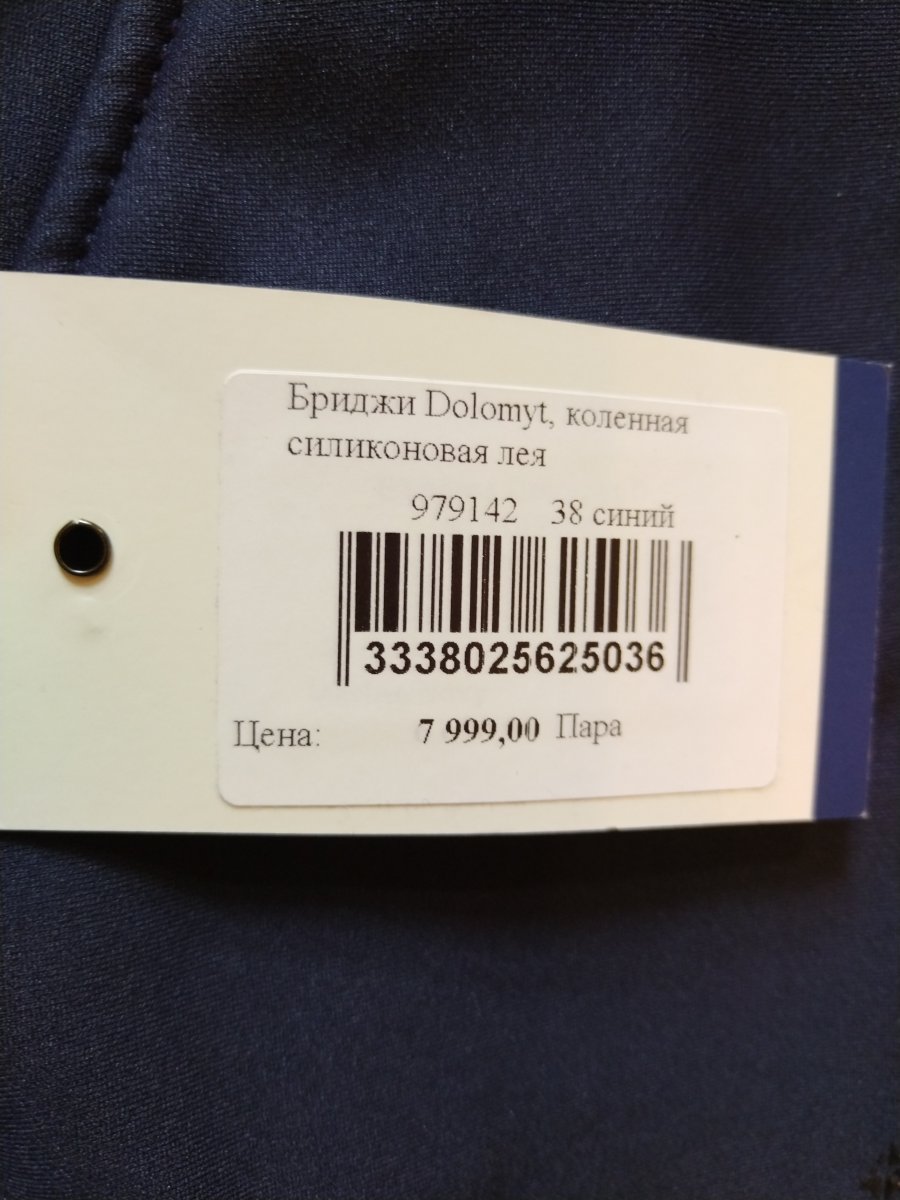 Бриджи Dolomyt, коленная
силиконовая лея
979142 38 синий
3338025625036
Цена: 7 999,00 Пара